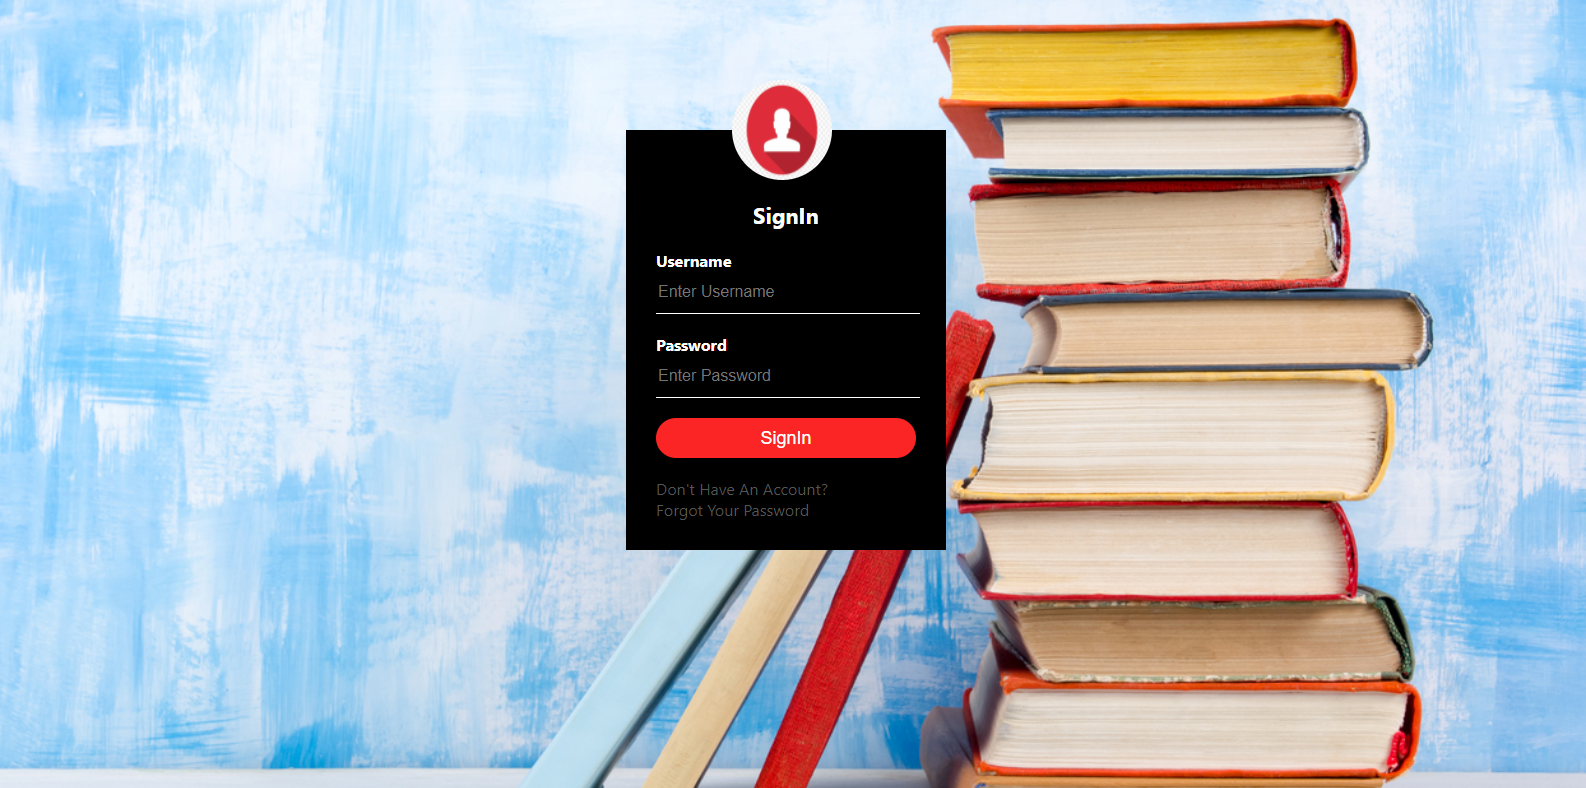 SignIn
Username
Enter Username
Password
Enter Password
SignIn
Don't Have An Account?
Forgot Your Password